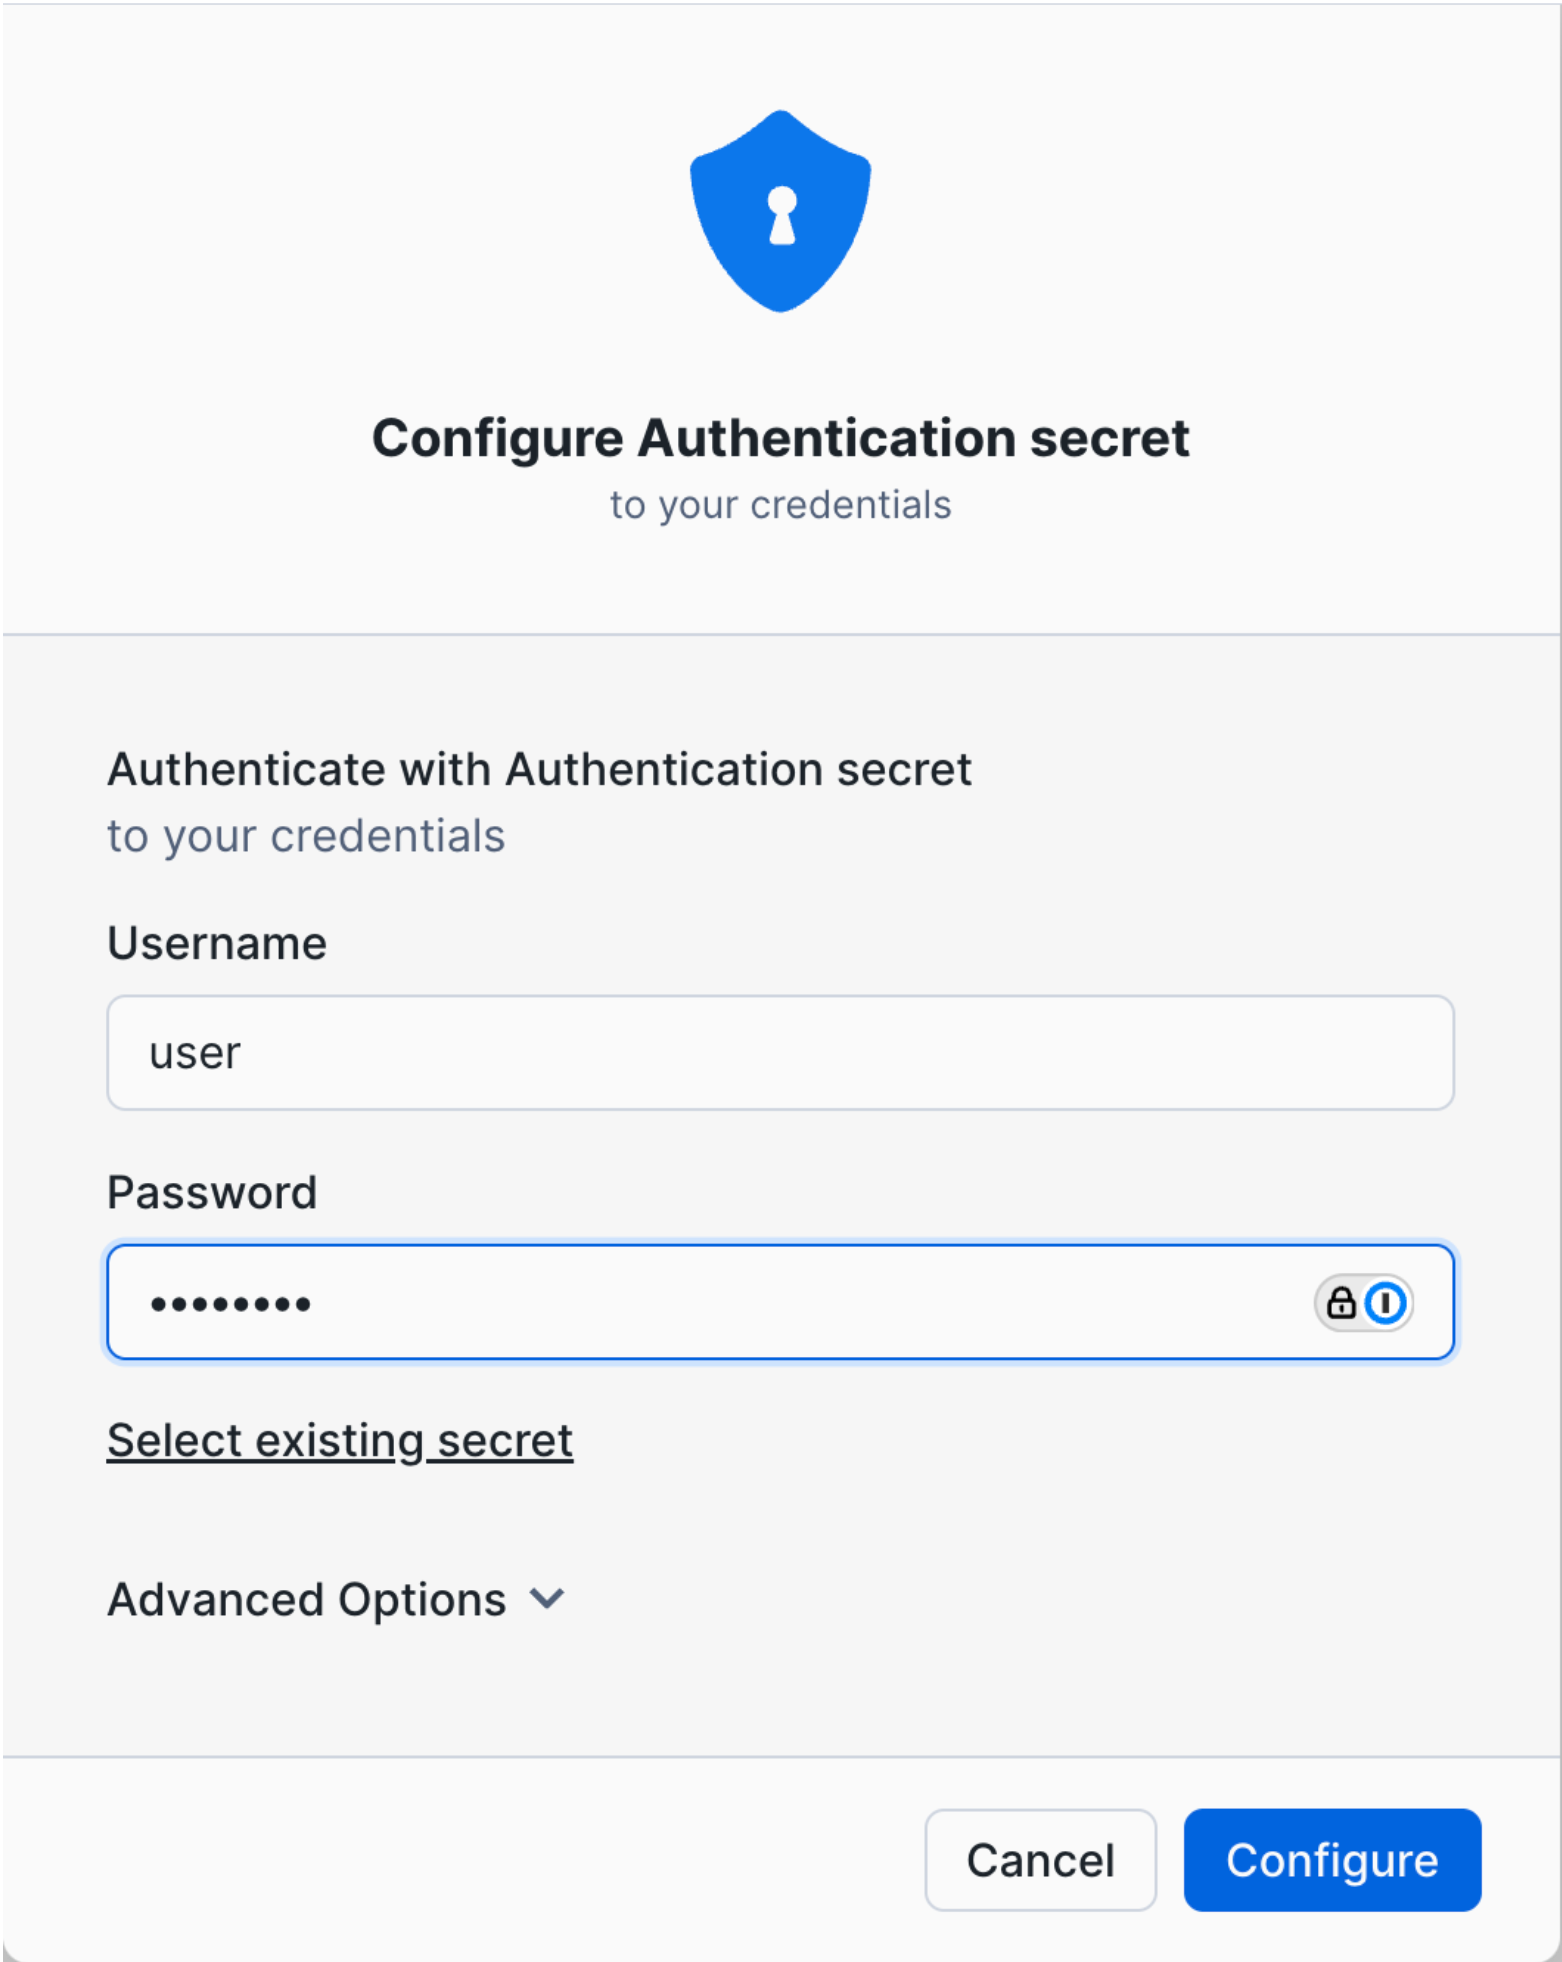 Configure Authentication secret
to your credentials
Authenticate with Authentication secret
to your credentials
Username
user
Password
••••••••
Select existing secret
Advanced Options
Cancel
Configure